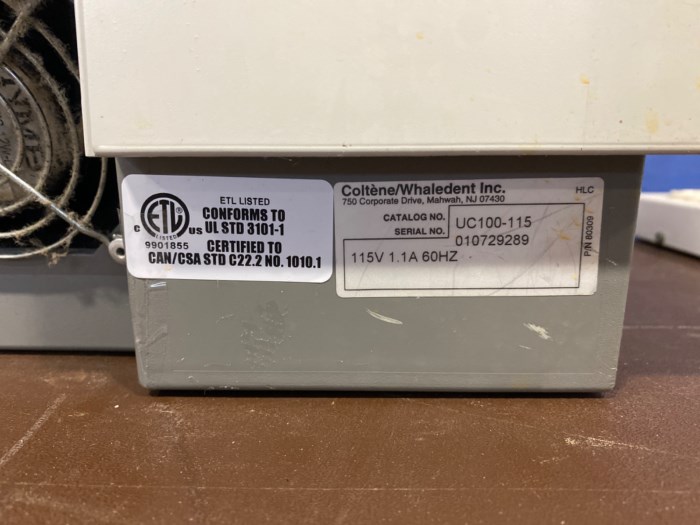 ETL LISTED
CONFORMS TO
UL STD 3101-1
C ETL US
LISTED
9901855
CERTIFIED TO
CAN/CSA STD C22.2 NO. 1010.1
Coltène/Whaledent Inc.
750 Corporate Drive, Mahwah, NJ 07430
HLC
CATALOG NO. UC100-115
SERIAL NO. 010729289
115V 1.1A 60HZ
P/N 80309